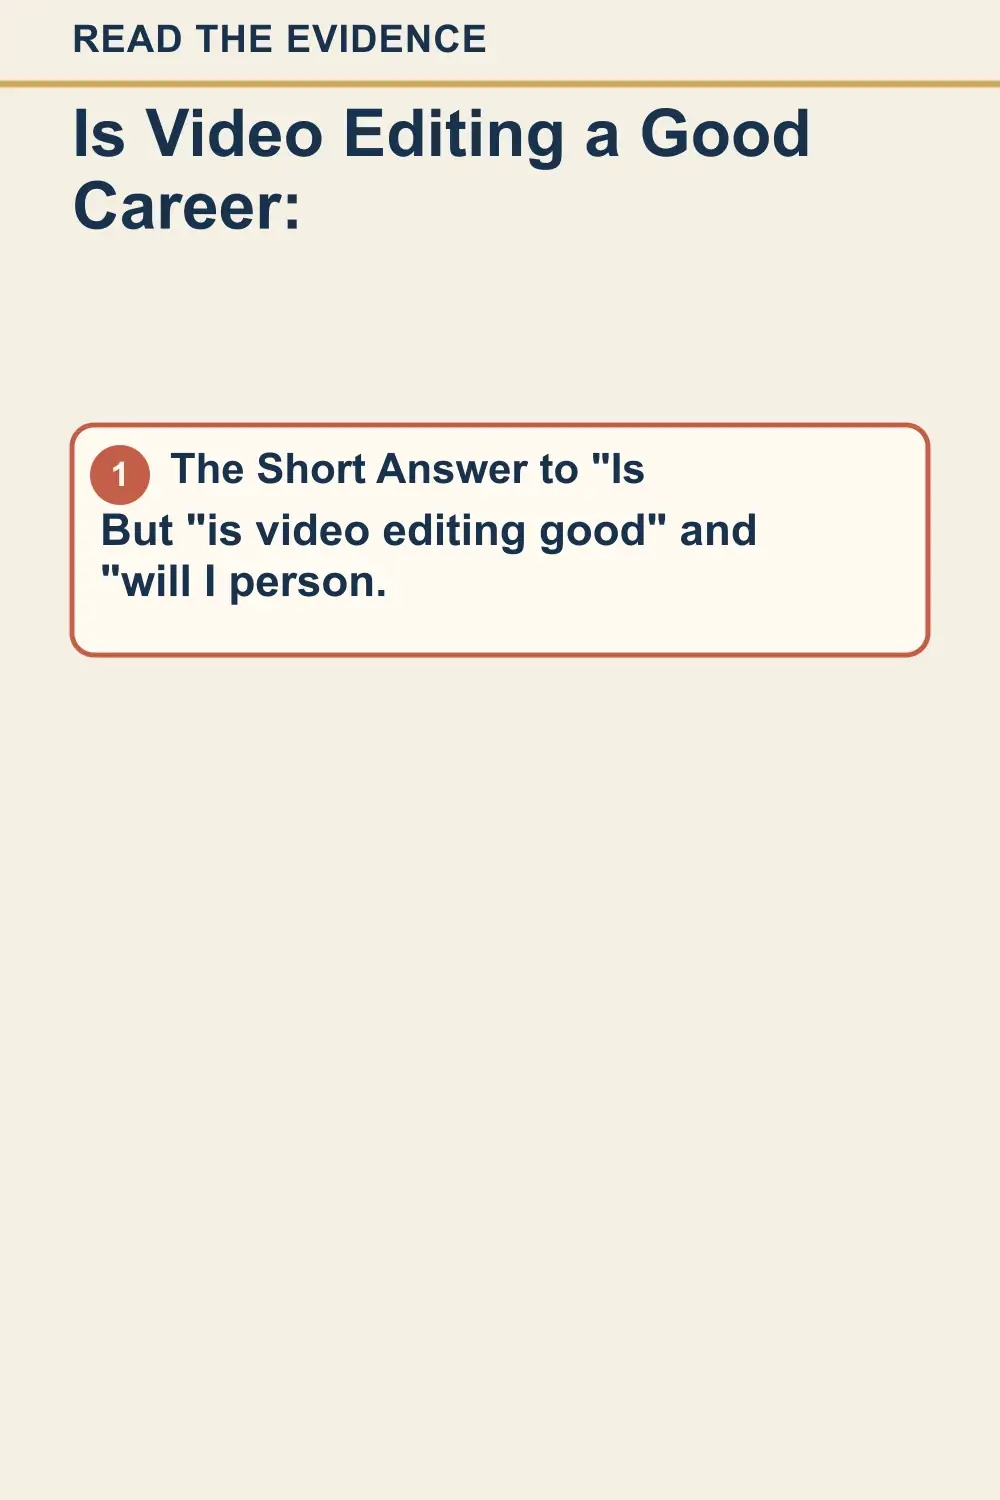 READ THE EVIDENCE
Is Video Editing a Good
Career:
1 The Short Answer to "Is
But "is video editing good" and
"will I person.